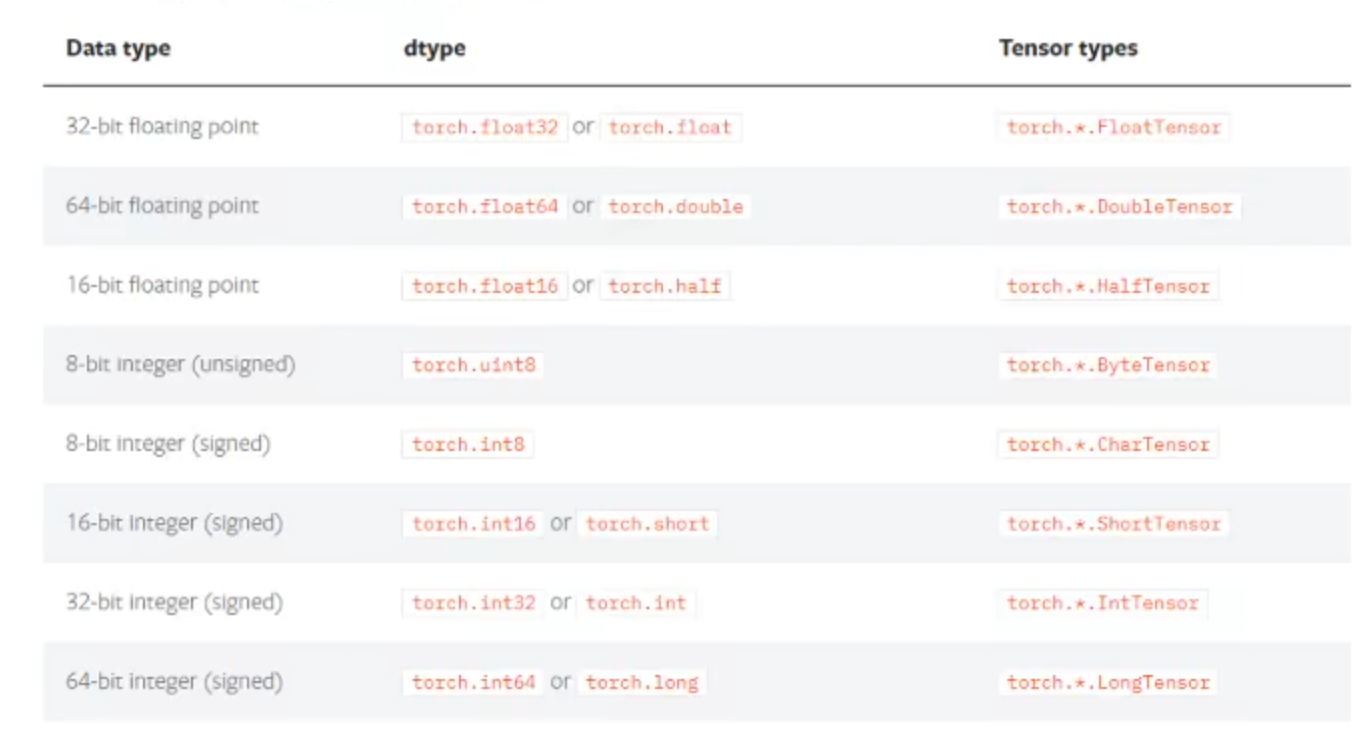 Data type dtype Tensor types
32-bit floating point torch.float32 or torch.float torch.*.FloatTensor
64-bit floating point torch.float64 or torch.double torch.*.DoubleTensor
16-bit floating point torch.float16 or torch.half torch.*.HalfTensor
8-bit integer (unsigned) torch.uint8 torch.*.ByteTensor
8-bit integer (signed) torch.int8 torch.*.CharTensor
16-bit integer (signed) torch.int16 or torch.short torch.*.ShortTensor
32-bit integer (signed) torch.int32 or torch.int torch.*.IntTensor
64-bit integer (signed) torch.int64 or torch.long torch.*.LongTensor